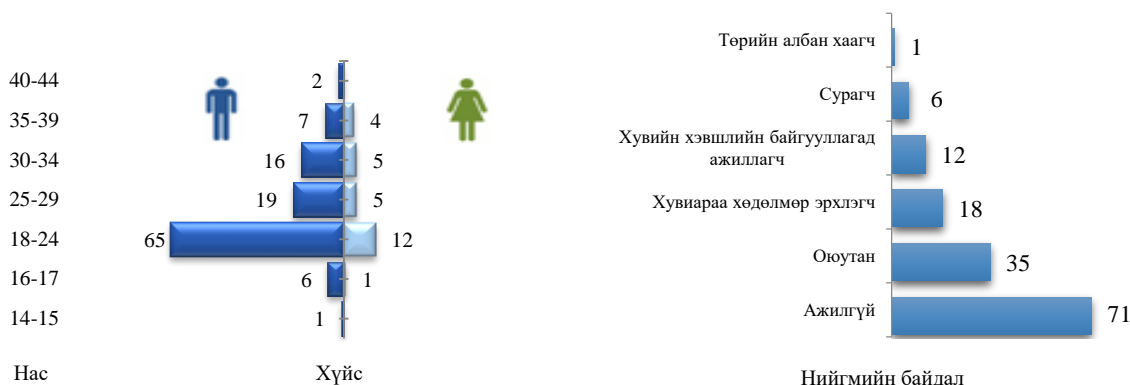 40-44 2
35-39 7 4
30-34 16 5
25-29 19 5
18-24 65 12
16-17 6 1
14-15 1
Нас Хүйс
Төрийн албан хаагч 1
Сурагч 6
Хувийн хэвшлийн байгууллагад
ажиллагч 12
Хувиараа хөдөлмөр эрхлэгч 18
Оюутан 35
Ажилгүй 71
Нийгмийн байдал